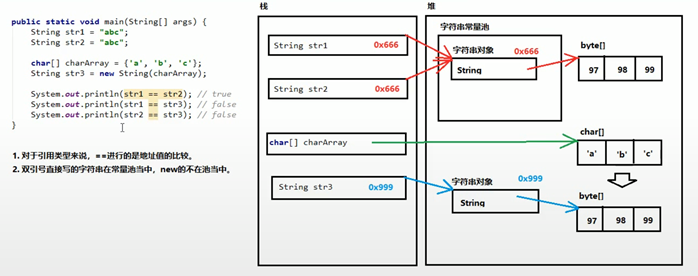 public static void main(String[] args) {
String str1 = "abc";
String str2 = "abc";
char[] charArray = {'a', 'b', 'c'};
String str3 = new String(charArray);
System.out.println(str1 == str2); // true
System.out.println(str1 == str3); // false
System.out.println(str2 == str3); // false
}
1. 对于引用类型来说，==进行的是地址值的比较。
2. 双引号直接写的字符串在常量池当中，new的不在池当中。
栈
String str1 0x666
String str2 0x666
char[] charArray
String str3 0x999
堆
字符串常量池
字符串对象 0x666
String
byte[]
97 98 99
char[]
'a' 'b' 'c'
字符串对象 0x999
String
byte[]
97 98 99